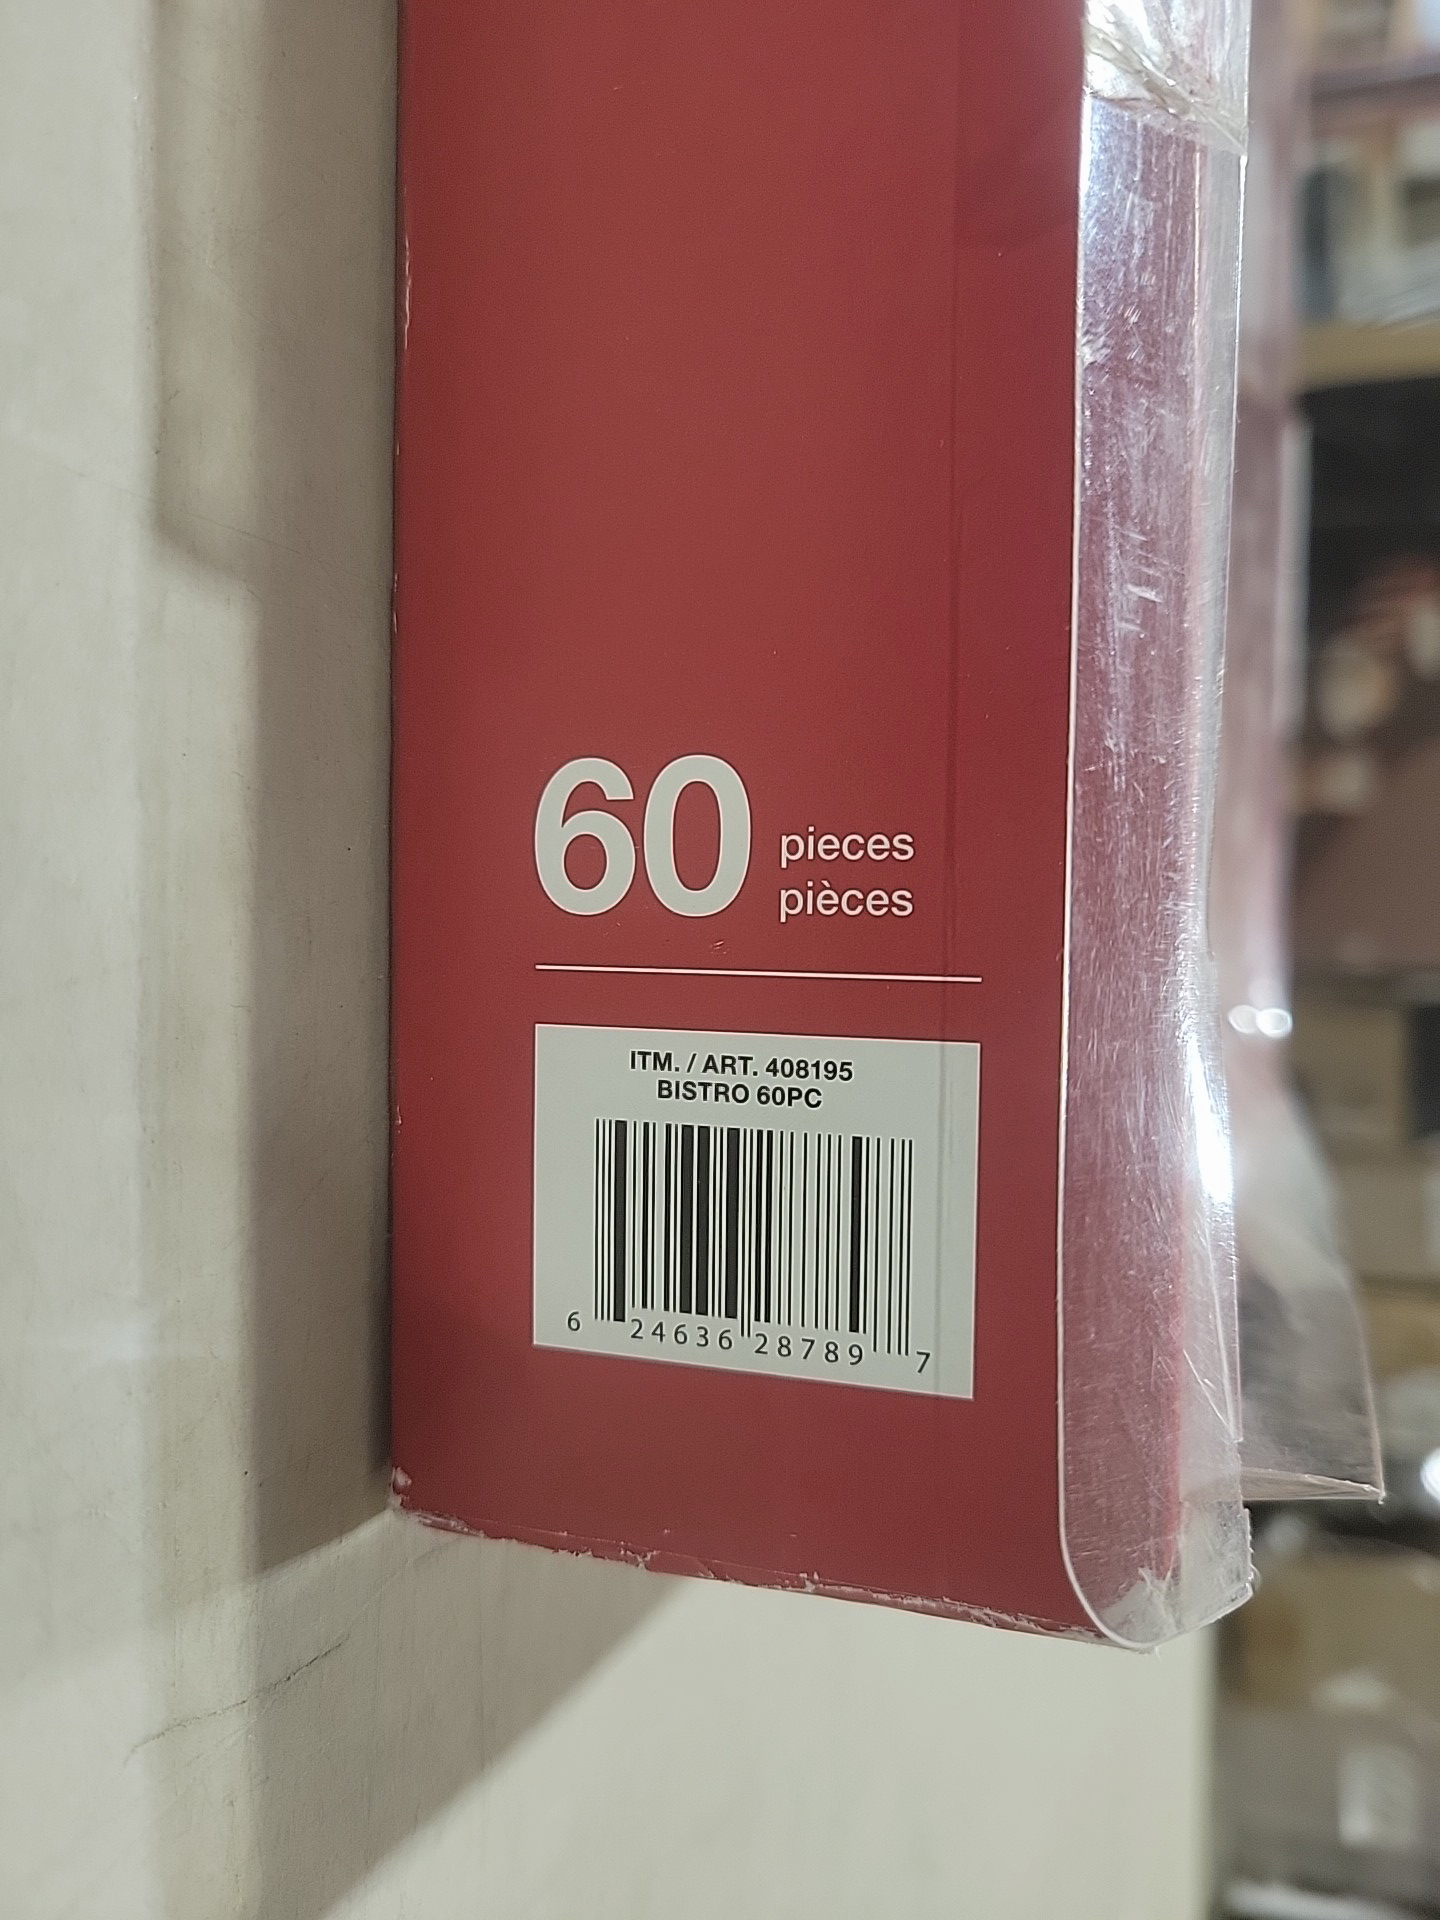 60 pieces
pièces
ITM. / ART. 408195
BISTRO 60PC
6 24636 28789 7